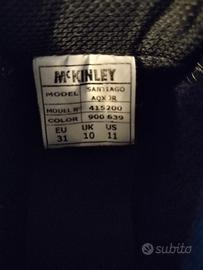 McKINLEY
MODEL SANTIAGO
AQX JR
MODEL N° 415200
COLOR 900 639
EU UK US
31 10 11
subito